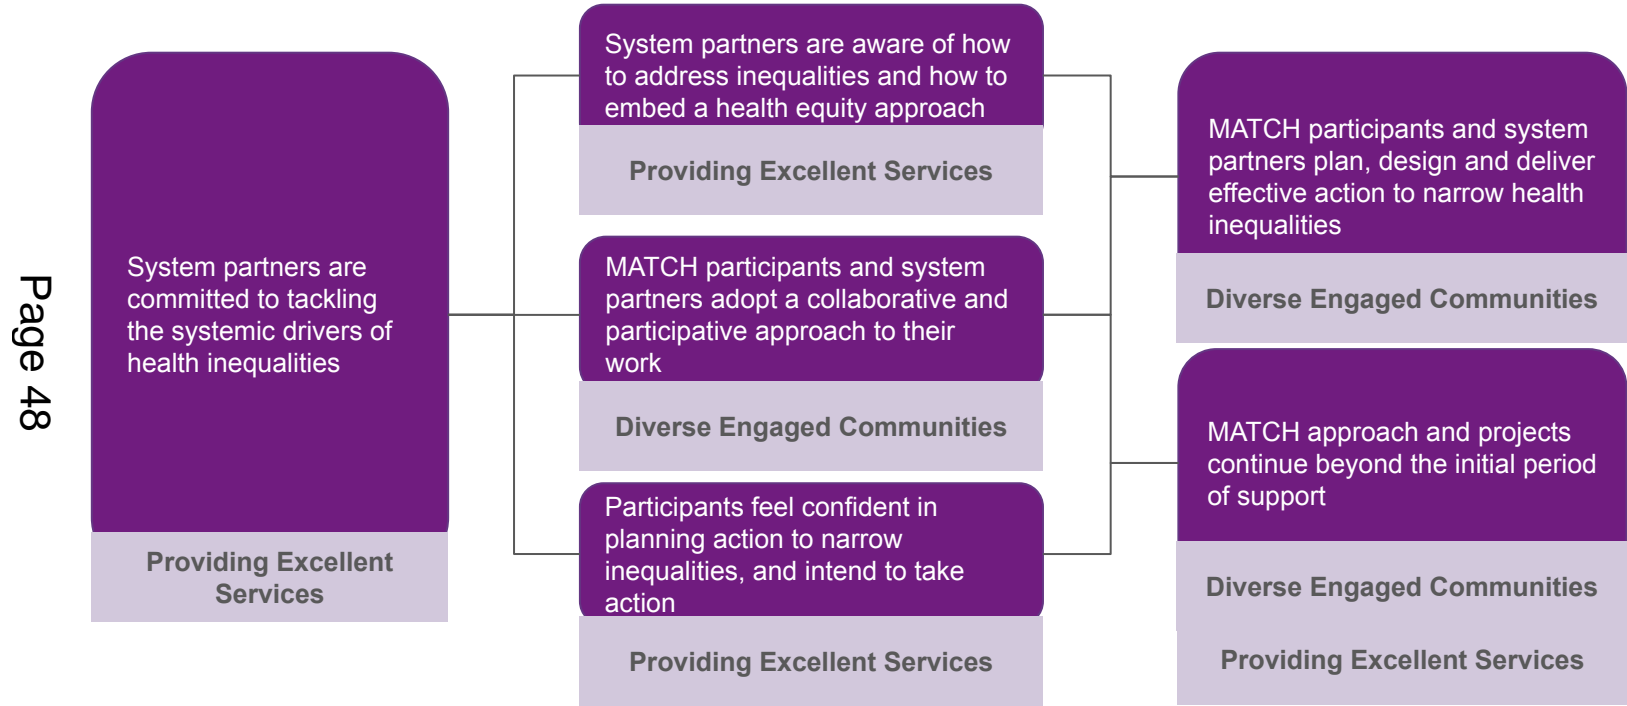 Page 48
System partners are
committed to tackling
the systemic drivers of
health inequalities
Providing Excellent
Services
System partners are aware of how
to address inequalities and how to
embed a health equity approach
Providing Excellent Services
MATCH participants and system
partners adopt a collaborative and
participative approach to their
work
Diverse Engaged Communities
Participants feel confident in
planning action to narrow
inequalities, and intend to take
action
Providing Excellent Services
MATCH participants and system
partners plan, design and deliver
effective action to narrow health
inequalities
Diverse Engaged Communities
MATCH approach and projects
continue beyond the initial period
of support
Diverse Engaged Communities
Providing Excellent Services